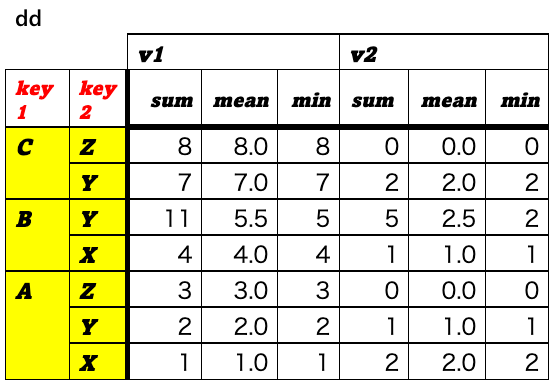 dd
v1 v2
key 1 key 2 sum mean min sum mean min
C Z 8 8.0 8 0 0.0 0
Y 7 7.0 7 2 2.0 2
B Y 11 5.5 5 5 2.5 2
X 4 4.0 4 1 1.0 1
A Z 3 3.0 3 0 0.0 0
Y 2 2.0 2 1 1.0 1
X 1 1.0 1 2 2.0 2